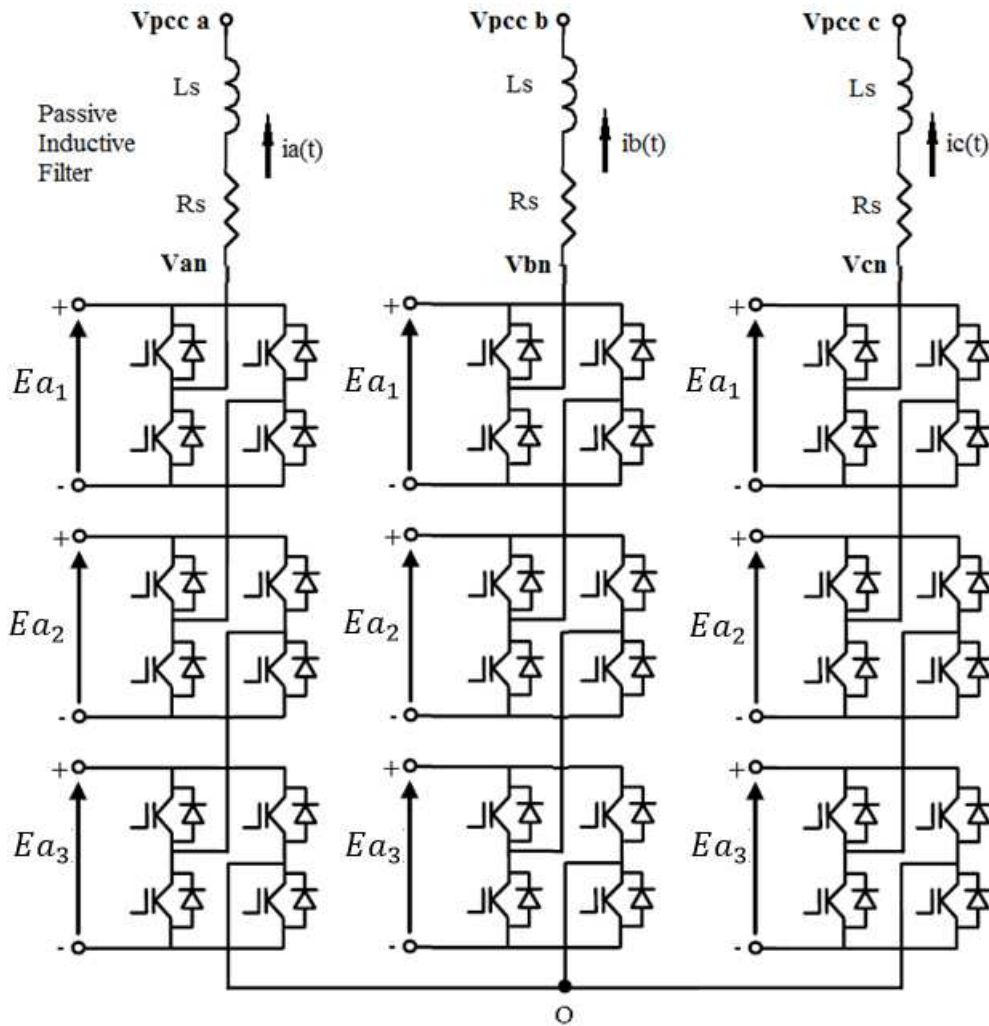 Vpcc a
Vpcc b
Vpcc c
Ls
Ls
Ls
Passive
Inductive
Filter
ia(t)
ib(t)
ic(t)
Rs
Rs
Rs
Van
Vbn
Vcn
+
+
+
Ea₁
Ea₁
Ea₁
-
-
-
+
+
+
Ea₂
Ea₂
Ea₂
-
-
-
+
+
+
Ea₃
Ea₃
Ea₃
-
-
-
O